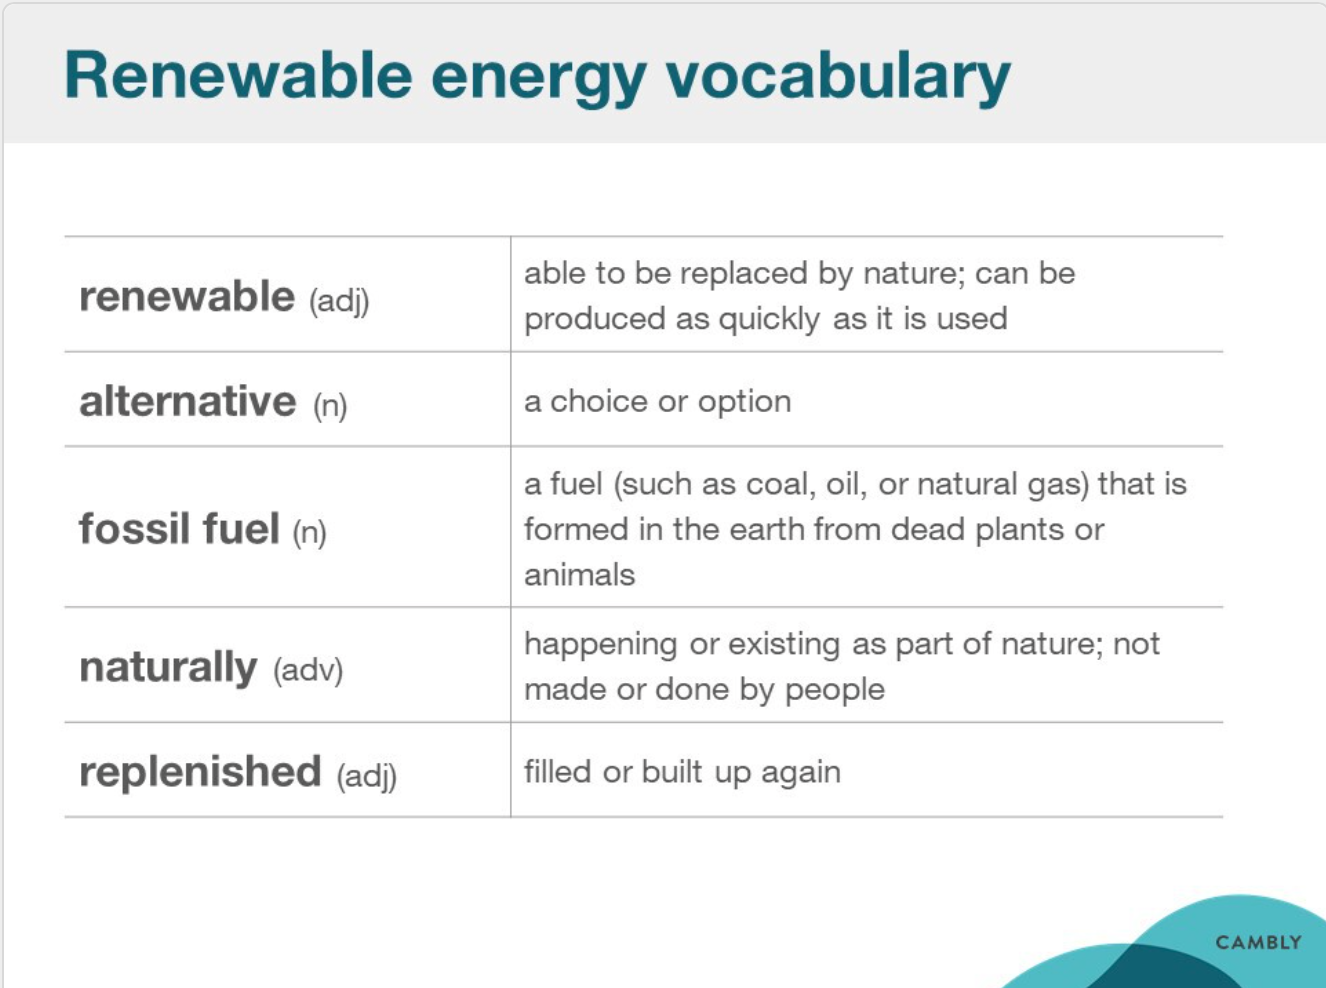 Renewable energy vocabulary
renewable (adj)
able to be replaced by nature; can be
produced as quickly as it is used
alternative (n)
a choice or option
fossil fuel (n)
a fuel (such as coal, oil, or natural gas) that is
formed in the earth from dead plants or
animals
naturally (adv)
happening or existing as part of nature; not
made or done by people
replenished (adj)
filled or built up again
CAMBLY